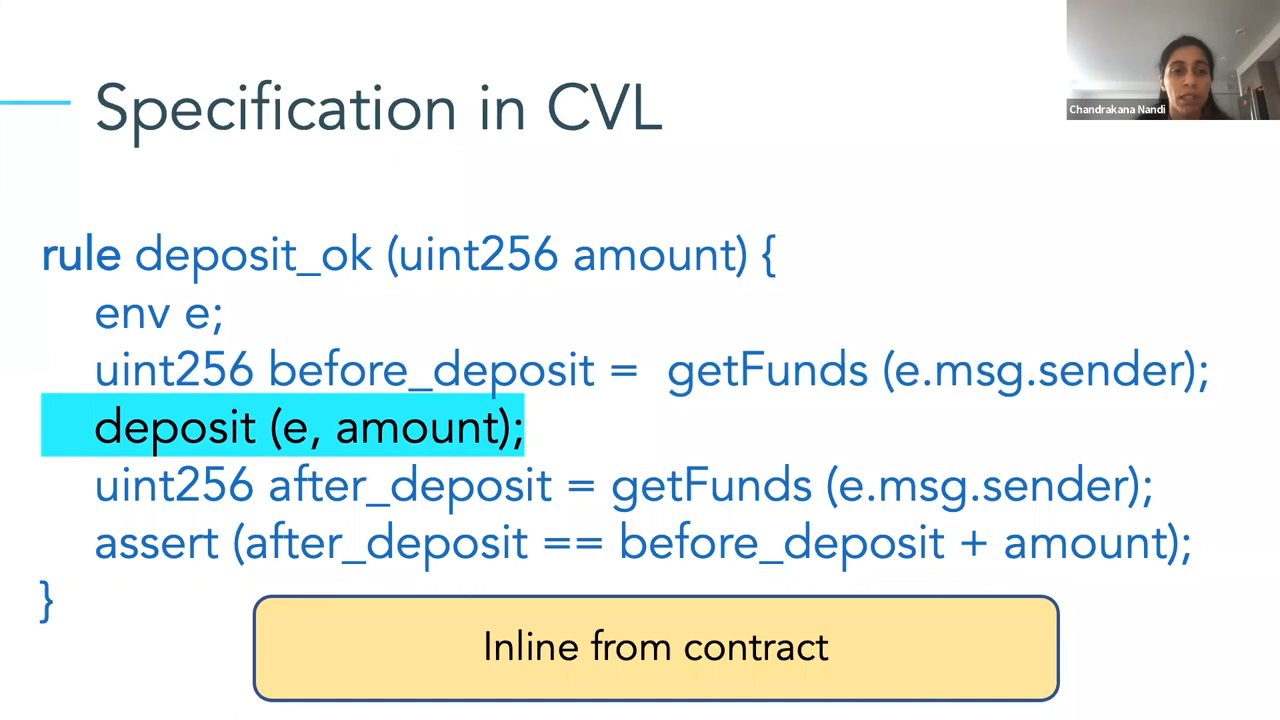 Specification in CVL
Chandrakana Nandi
rule deposit_ok (uint256 amount) {
env e;
uint256 before_deposit = getFunds (e.msg.sender);
deposit (e, amount);
uint256 after_deposit = getFunds (e.msg.sender);
assert (after_deposit == before_deposit + amount);
}
Inline from contract